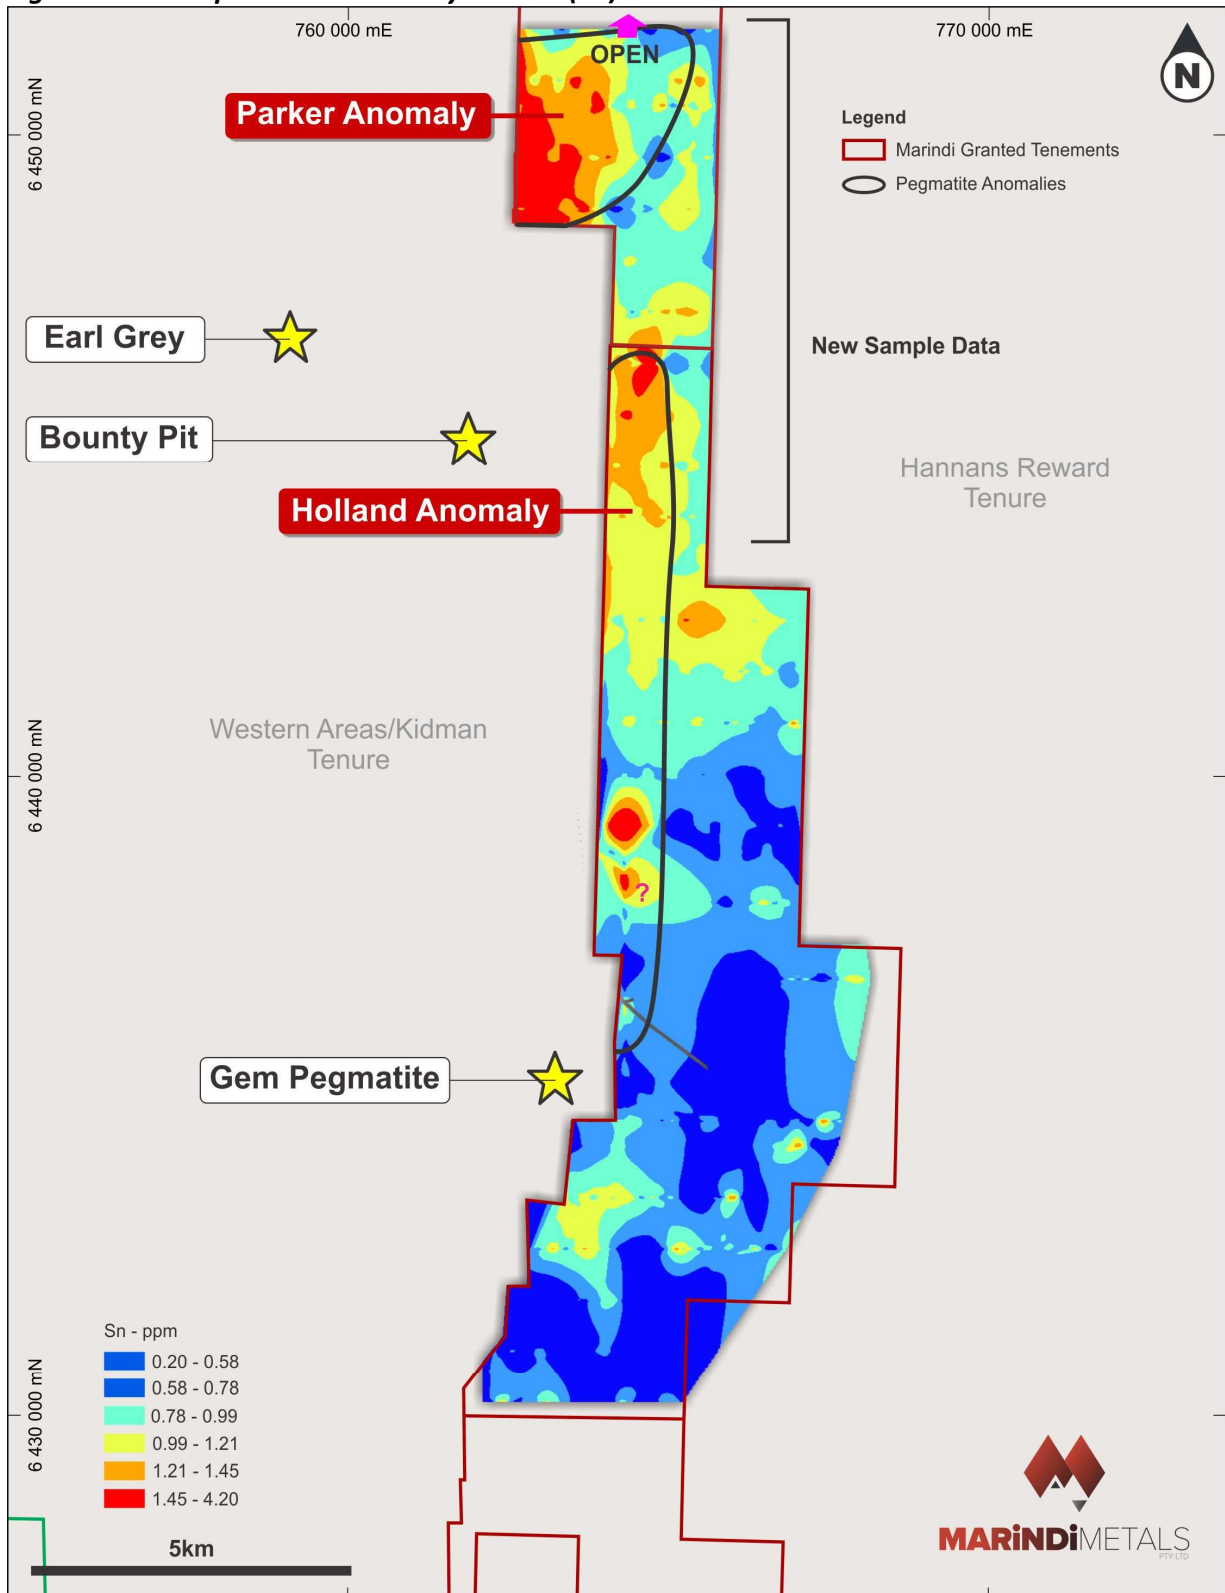 760 000 mE
770 000 mE
OPEN
N
Parker Anomaly
6 450 000 mN
Legend
Marindi Granted Tenements
Pegmatite Anomalies
Earl Grey
New Sample Data
Bounty Pit
Hannans Reward
Tenure
Holland Anomaly
Western Areas/Kidman
Tenure
6 440 000 mN
?
Gem Pegmatite
Sn - ppm
0.20 - 0.58
0.58 - 0.78
0.78 - 0.99
0.99 - 1.21
1.21 - 1.45
1.45 - 4.20
6 430 000 mN
5km
MARiNDiMETALS
PTY LTD